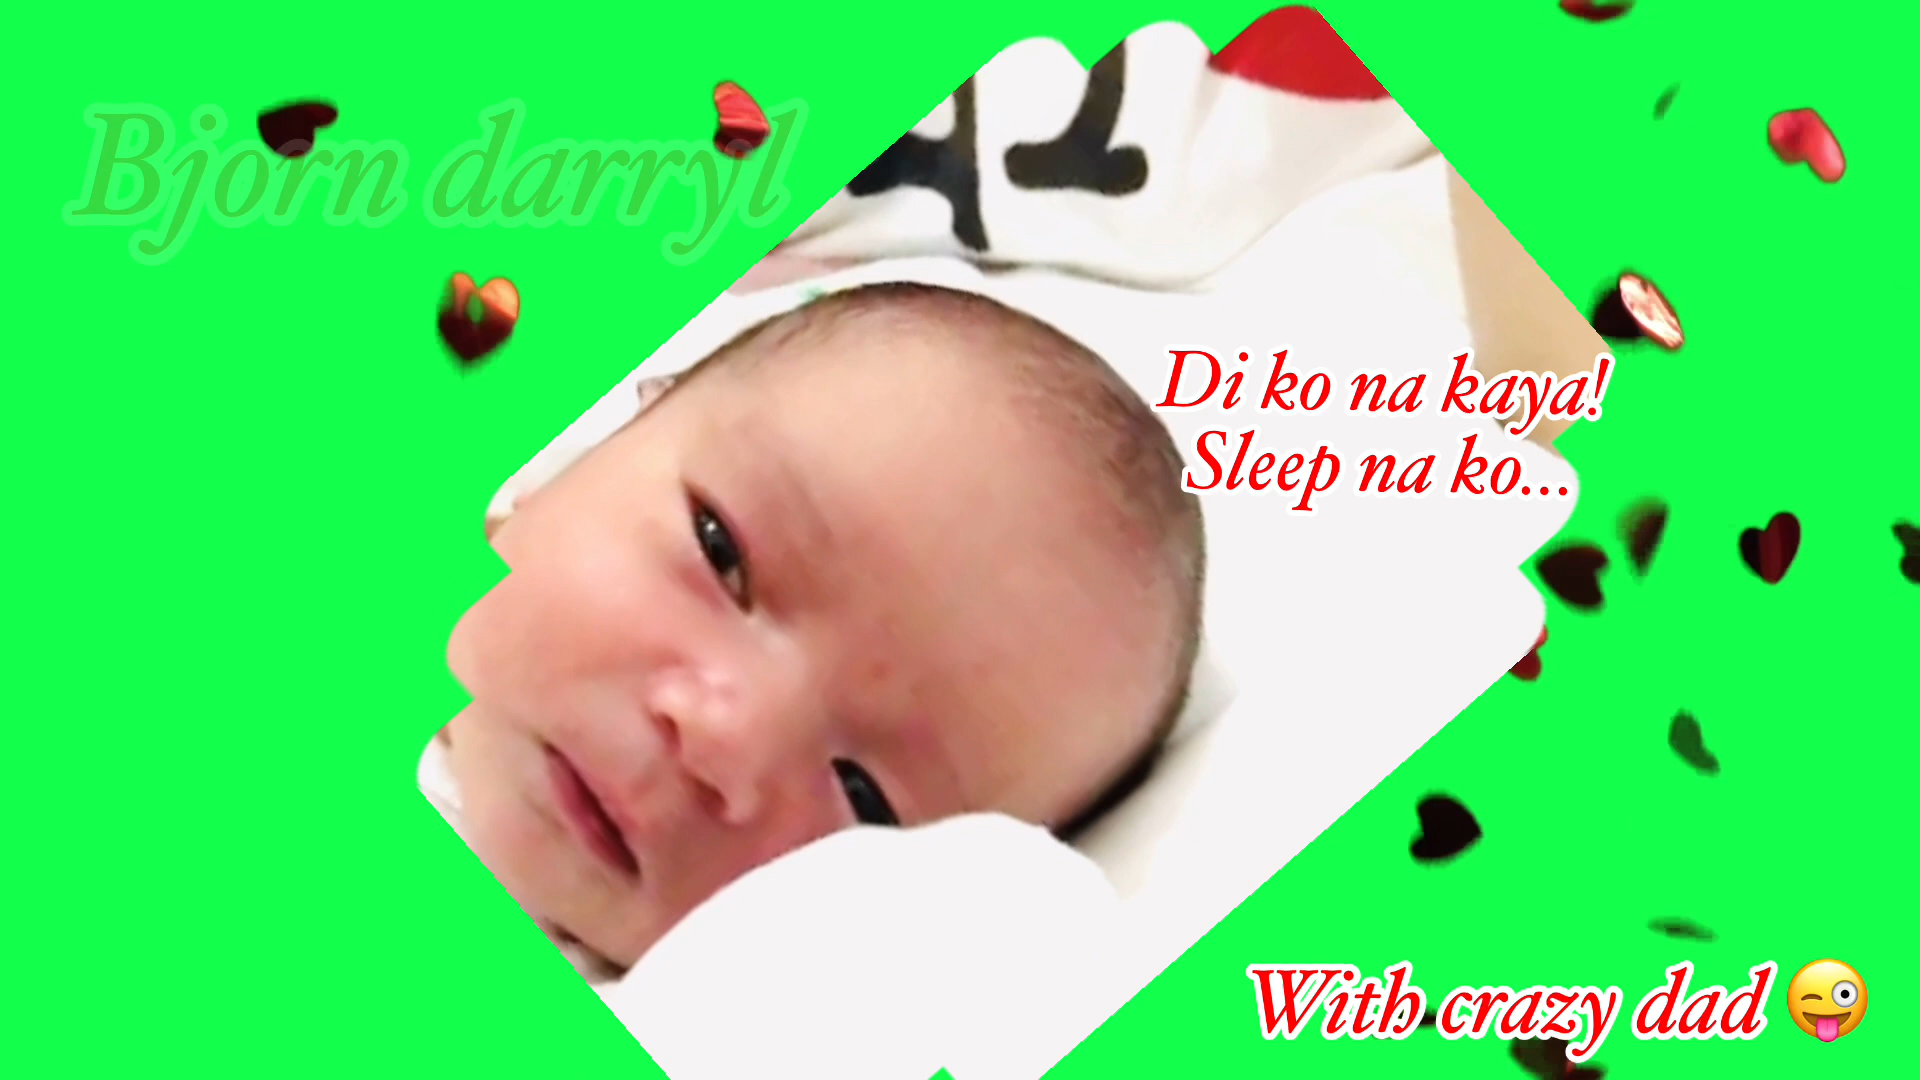 Bjorn darryl
Di ko na kaya!
Sleep na ko...
With crazy dad 😜